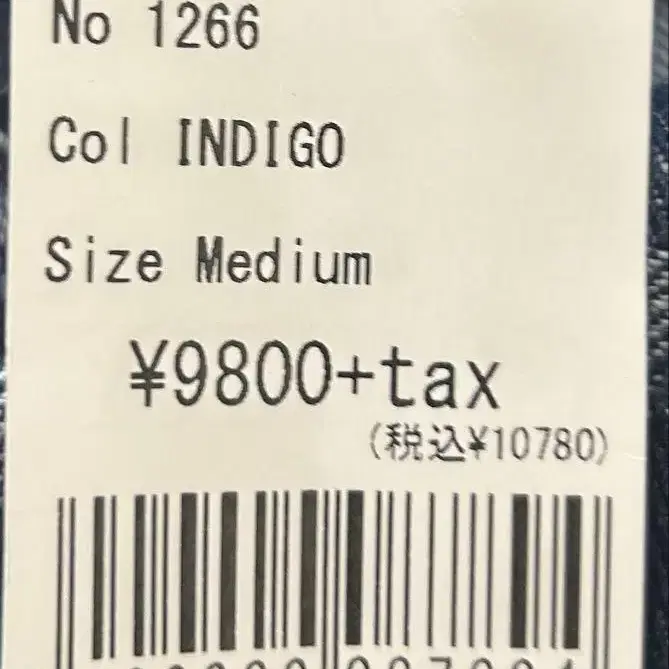 No 1266
Col INDIGO
Size Medium
¥9800+tax
(税込¥10780)